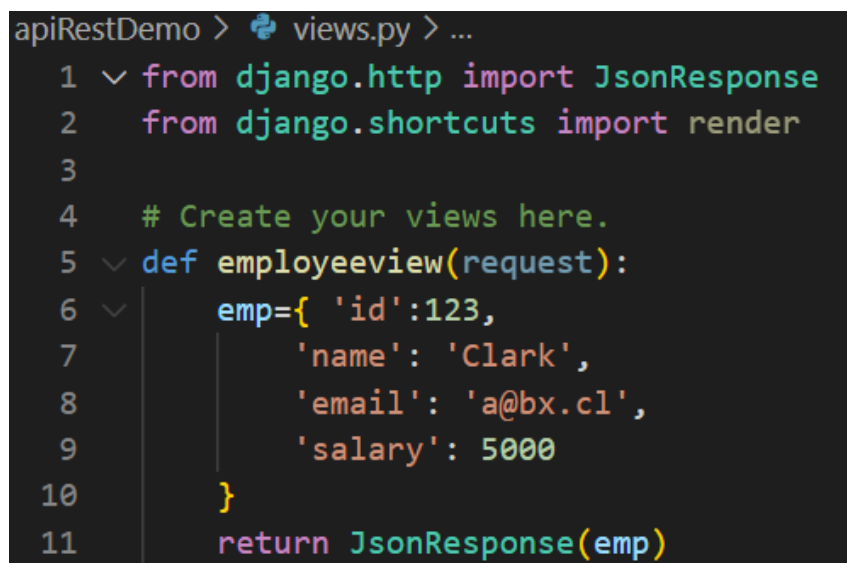 apiRestDemo > views.py > ...
1 from django.http import JsonResponse
2 from django.shortcuts import render
3
4 # Create your views here.
5 def employeeview(request):
6     emp={ 'id':123,
7         'name': 'Clark',
8         'email': 'a@bx.cl',
9         'salary': 5000
10     }
11     return JsonResponse(emp)